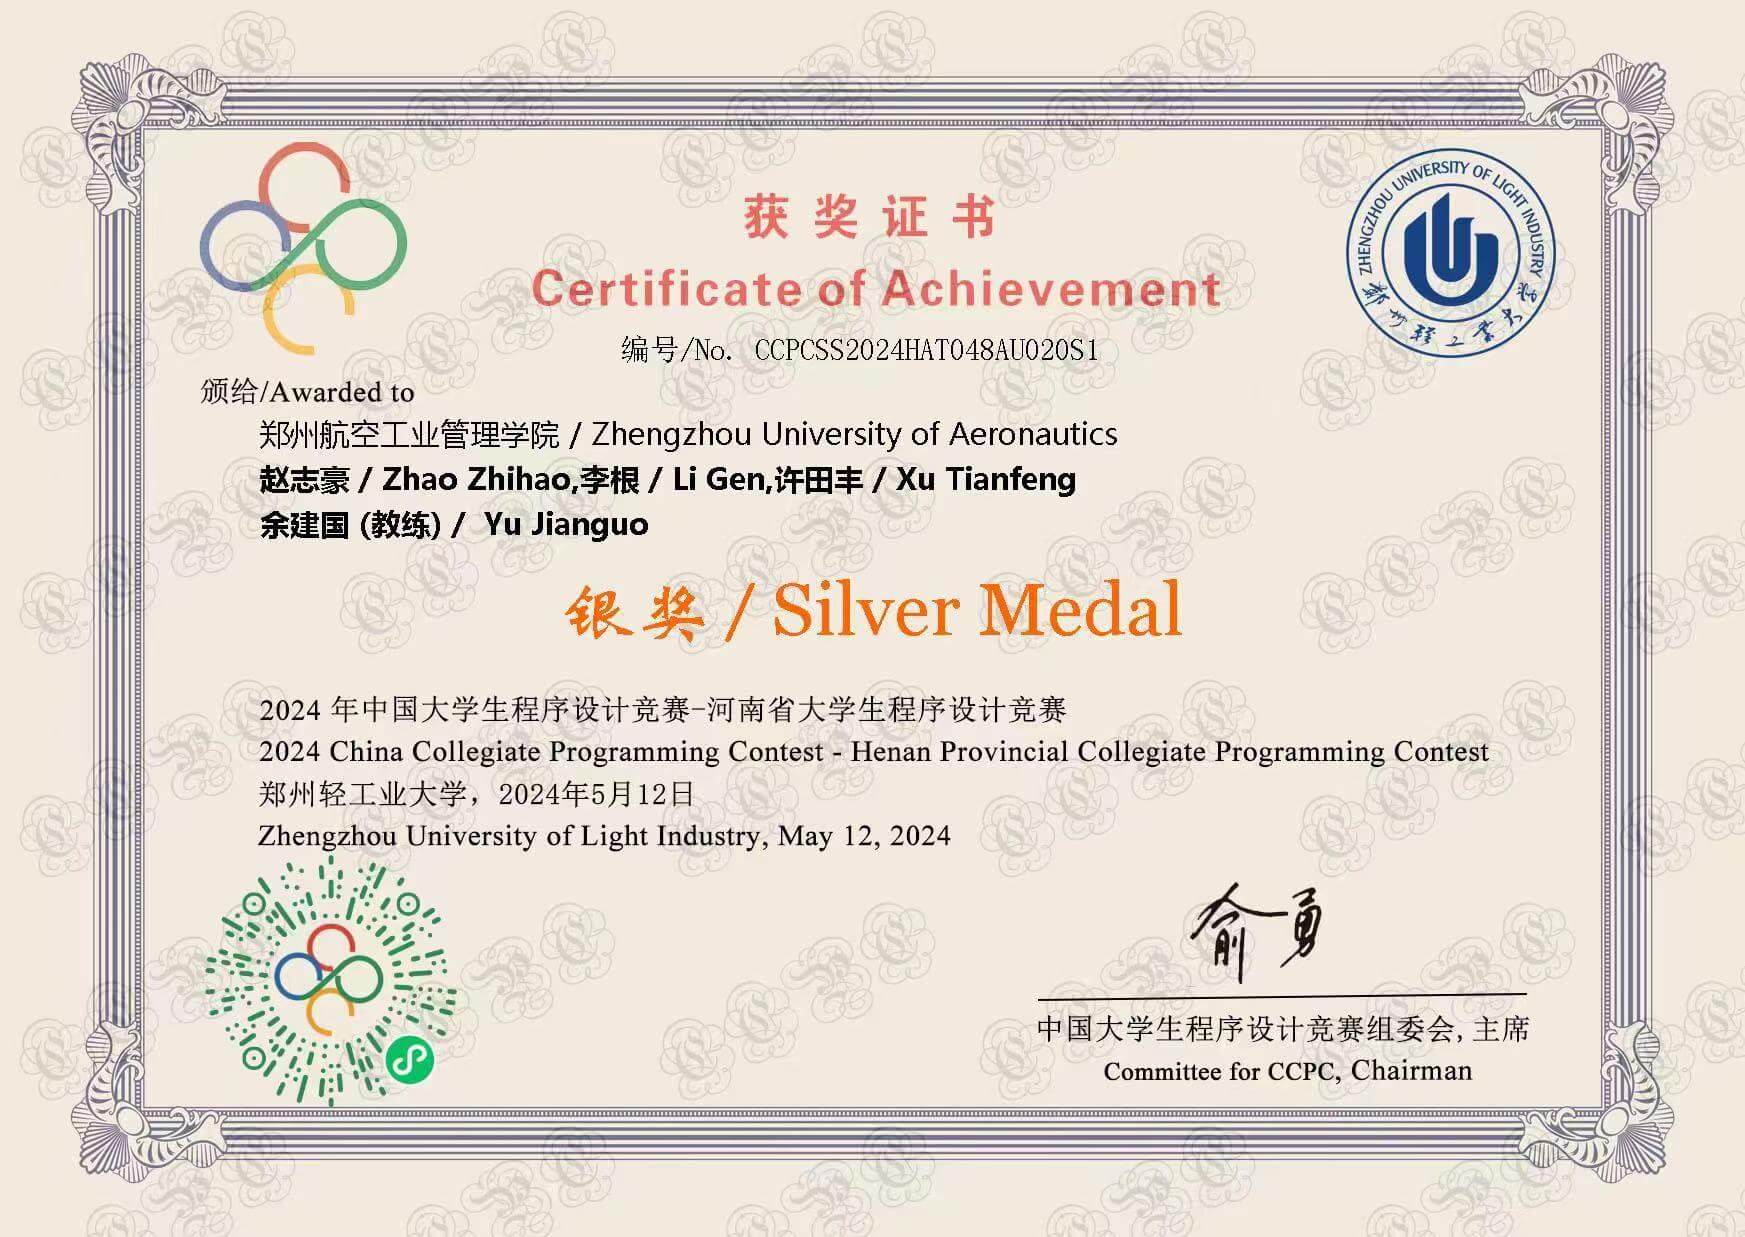 获奖证书
Certificate of Achievement
编号/No. CCPCSS2024HAT048AU020S1
ZHENGZHOU UNIVERSITY OF LIGHT INDUSTRY
郑州轻工业大学
颁给/Awarded to
郑州航空工业管理学院 / Zhengzhou University of Aeronautics
赵志豪 / Zhao Zhihao,李根 / Li Gen,许田丰 / Xu Tianfeng
余建国 (教练) / Yu Jianguo
银奖 / Silver Medal
2024 年中国大学生程序设计竞赛-河南省大学生程序设计竞赛
2024 China Collegiate Programming Contest - Henan Provincial Collegiate Programming Contest
郑州轻工业大学，2024年5月12日
Zhengzhou University of Light Industry, May 12, 2024
俞勇
中国大学生程序设计竞赛组委会, 主席
Committee for CCPC, Chairman